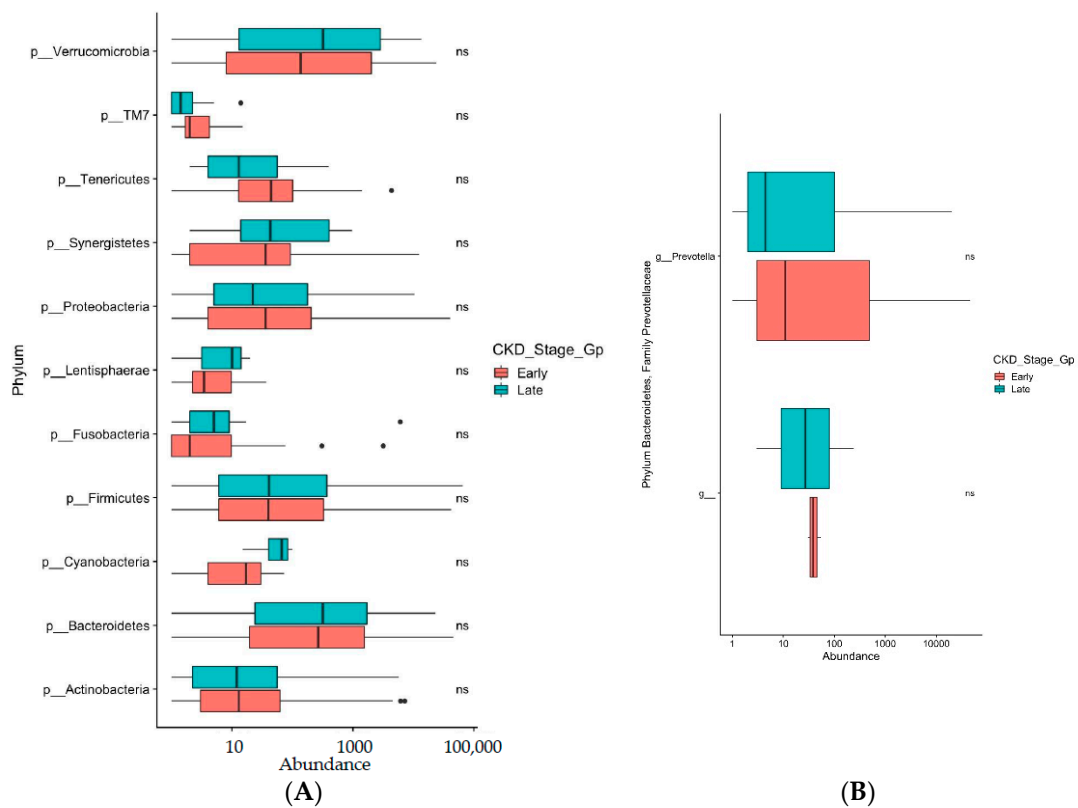 p__Verrucomicrobia
ns
p__TM7
ns
p__Tenericutes
ns
p__Synergistetes
ns
p__Proteobacteria
ns
p__Lentisphaerae
ns
p__Fusobacteria
ns
p__Firmicutes
ns
p__Cyanobacteria
ns
p__Bacteroidetes
ns
p__Actinobacteria
ns
Phylum
10
1000
100,000
Abundance
CKD_Stage_Gp
Early
Late
(A)
Phylum Bacteroidetes, Family Prevotellaceae
g__Prevotella
ns
g__
ns
1
10
100
1000
10000
Abundance
CKD_Stage_Gp
Early
Late
(B)